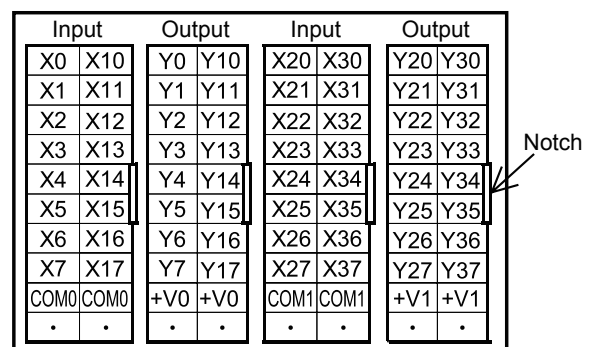 Input Output Input Output
X0 X10 Y0 Y10 X20 X30 Y20 Y30
X1 X11 Y1 Y11 X21 X31 Y21 Y31
X2 X12 Y2 Y12 X22 X32 Y22 Y32
X3 X13 Y3 Y13 X23 X33 Y23 Y33
Notch
X4 X14 Y4 Y14 X24 X34 Y24 Y34
X5 X15 Y5 Y15 X25 X35 Y25 Y35
X6 X16 Y6 Y16 X26 X36 Y26 Y36
X7 X17 Y7 Y17 X27 X37 Y27 Y37
COM0 COM0 +V0 +V0 COM1 COM1 +V1 +V1
· · · · · · · ·